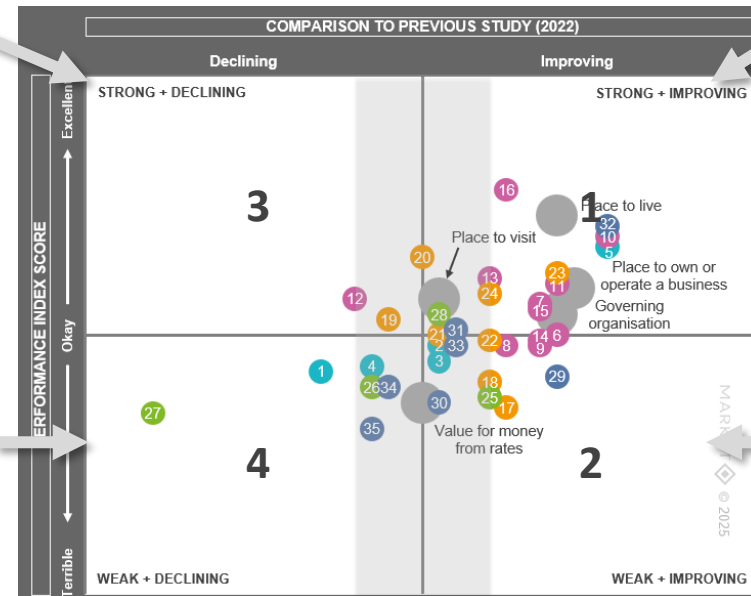 COMPARISON TO PREVIOUS STUDY (2022)
Declining
Improving
STRONG + DECLINING
STRONG + IMPROVING
Excellent
Okay
Terrible
PERFORMANCE INDEX SCORE
3
1
16
Place to live
32
10
5
Place to visit
20
13
24
23
11
Place to own or
operate a business
12
7
15
Governing
organisation
28
19
31
21
22
14
6
2
33
8
9
3
4
1
29
26
34
18
25
30
17
27
35
Value for money
from rates
4
2
© 2025
WEAK + DECLINING
WEAK + IMPROVING